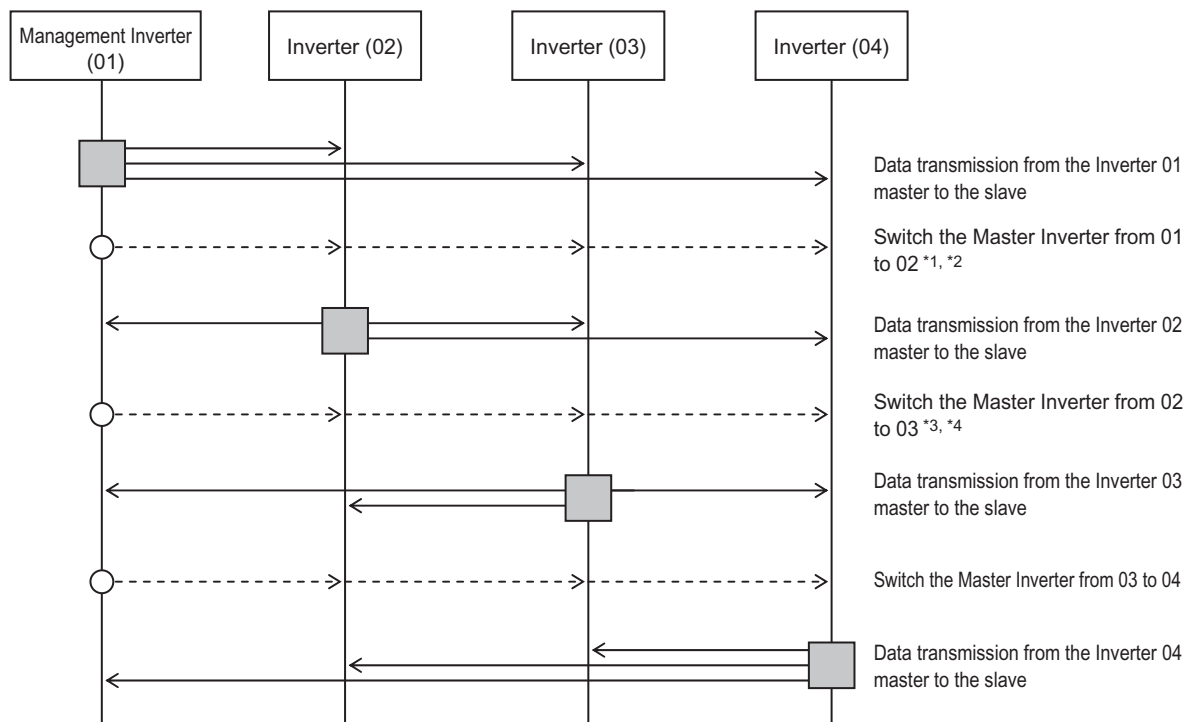 Management Inverter
(01)
Inverter (02)
Inverter (03)
Inverter (04)
Data transmission from the Inverter 01
master to the slave
Switch the Master Inverter from 01
to 02 *1, *2
Data transmission from the Inverter 02
master to the slave
Switch the Master Inverter from 02
to 03 *3, *4
Data transmission from the Inverter 03
master to the slave
Switch the Master Inverter from 03 to 04
Data transmission from the Inverter 04
master to the slave